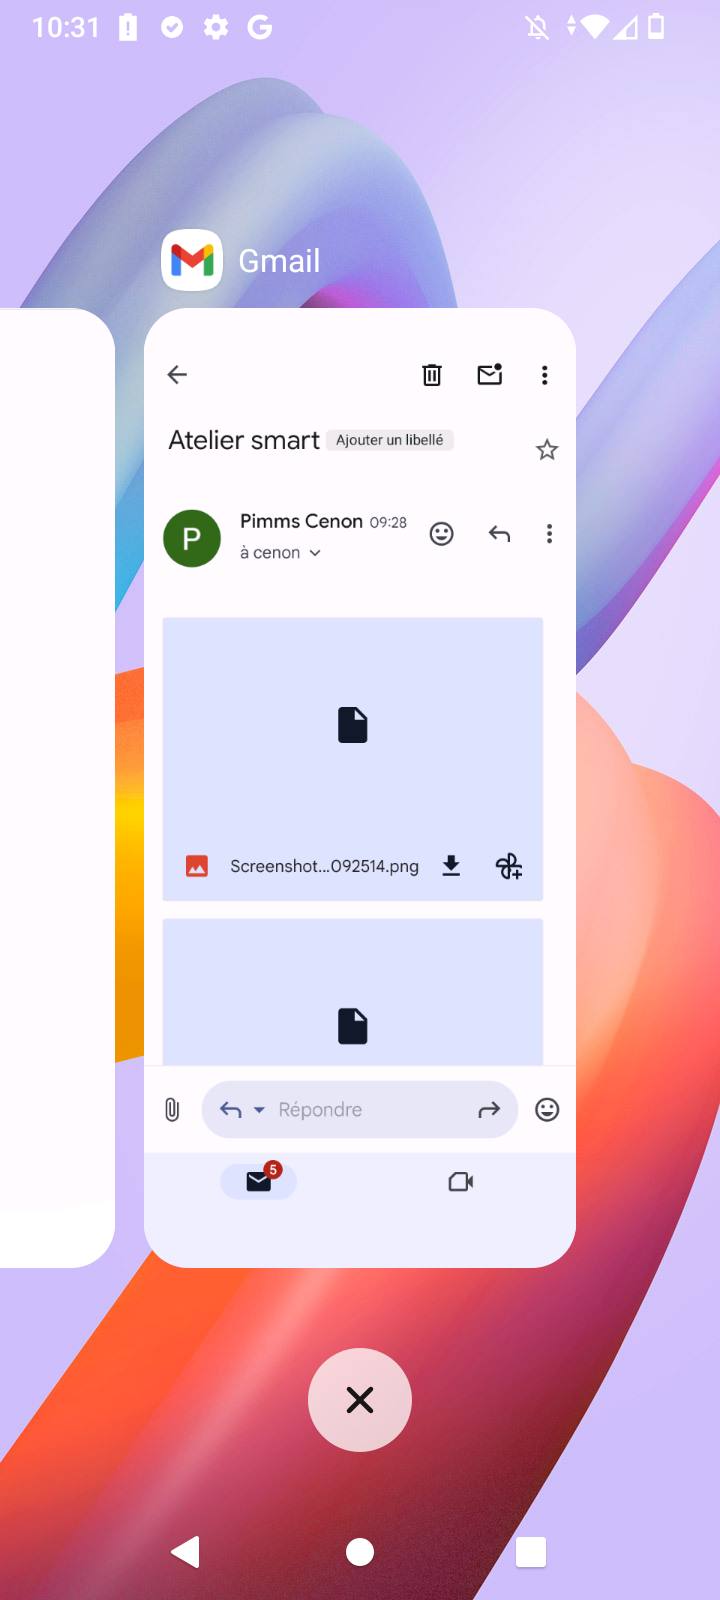 10:31
Gmail
Atelier smart Ajouter un libellé
Pimms Cenon 09:28
à cenon
P
Screenshot...092514.png
Répondre
5